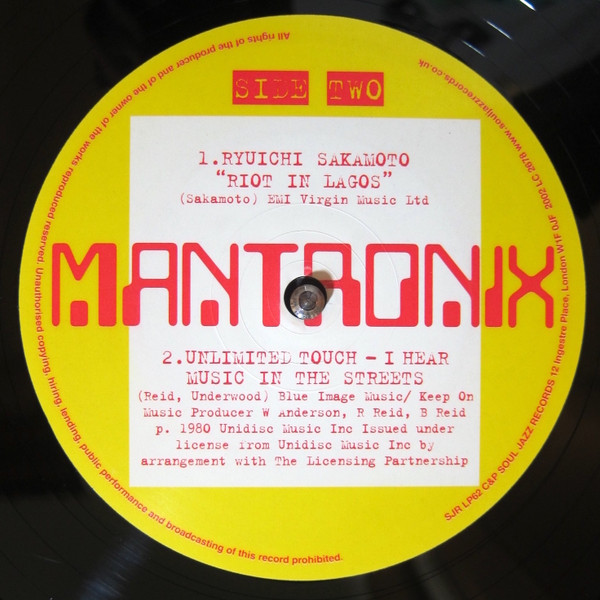 SIDE TWO
1.RYUICHI SAKAMOTO
"RIOT IN LAGOS"
(Sakamoto) EMI Virgin Music Ltd
MANTRONIX
2.UNLIMITED TOUCH - I HEAR
MUSIC IN THE STREETS
(Reid, Underwood) Blue Image Music/ Keep On
Music Producer W Anderson, R Reid, B Reid
p. 1980 Unidisc Music Inc Issued under
license from Unidisc Music Inc by
arrangement with The Licensing Partnership
All rights of the producer and of the owner of the works reproduced reserved. Unauthorised copying, hiring, lending, public performance and broadcasting of this record prohibited.
SJR LP62 C&P SOUL JAZZ RECORDS 12 Ingestre Place, London W1F 0JF 2002 LC 2678 www.souljazzrecords.co.uk